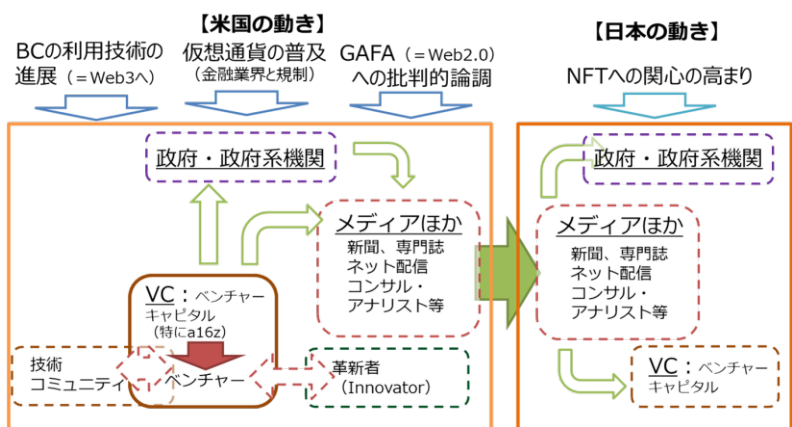 【米国の動き】
BCの利用技術の
進展（＝Web3へ）
仮想通貨の普及
（金融業界と規制）
GAFA（＝Web2.0）
への批判的論調
政府・政府系機関
メディアほか
新聞、専門誌
ネット配信
コンサル・
アナリスト等
VC：ベンチャー
キャピタル
（特にa16z）
技術
コミュニティ
ベンチャー
革新者
（Innovator）
【日本の動き】
NFTへの関心の高まり
政府・政府系機関
メディアほか
新聞、専門誌
ネット配信
コンサル・
アナリスト等
VC：ベンチャー
キャピタル